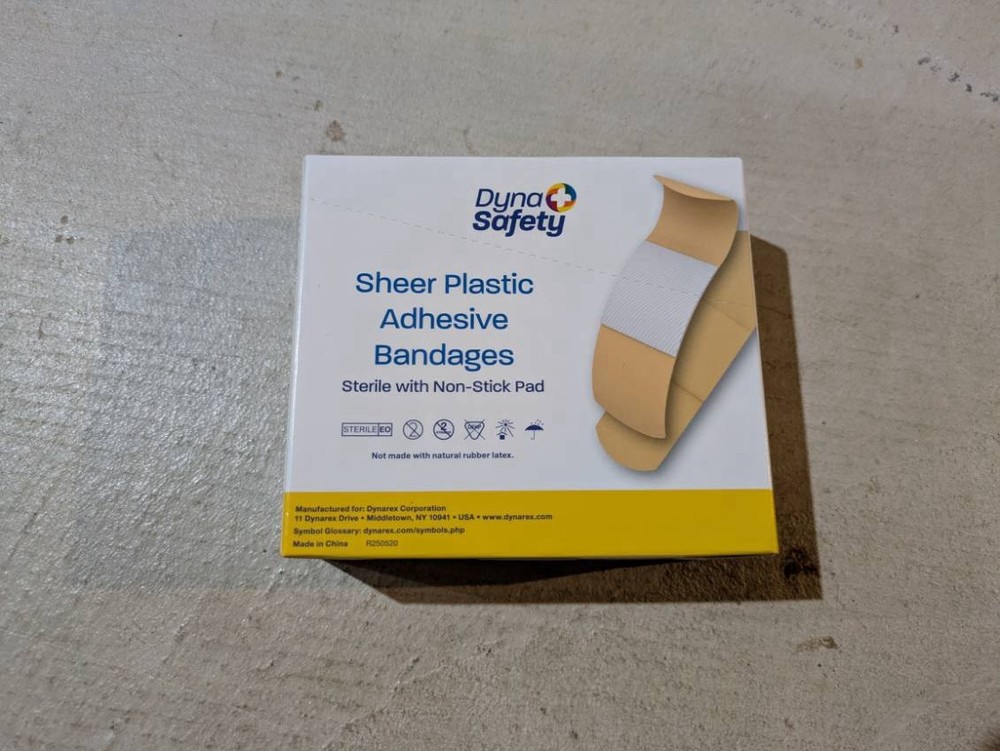 Dyna
Safety
Sheer Plastic
Adhesive
Bandages
Sterile with Non-Stick Pad
STERILE EO
Not made with natural rubber latex.
Manufactured for: Dynarex Corporation
11 Dynarex Drive • Middletown, NY 10941 • USA • www.dynarex.com
Symbol Glossary: dynarex.com/symbols.php
Made in China R250520